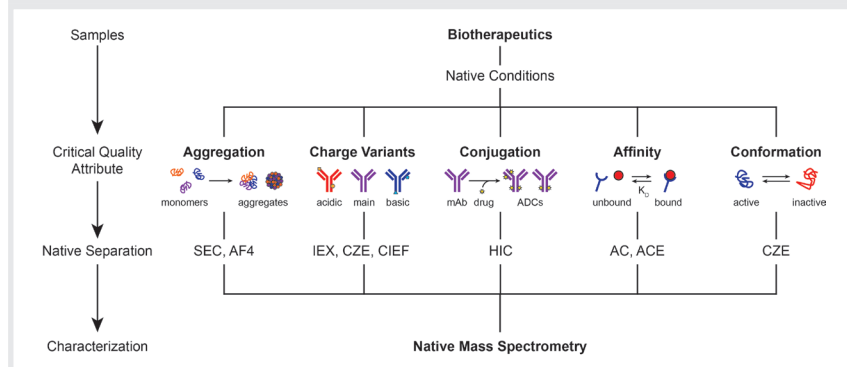 Samples
Biotherapeutics
Native Conditions
Critical Quality
Attribute
Aggregation
monomers
aggregates
Charge Variants
acidic main basic
Conjugation
mAb drug ADCs
Affinity
unbound KD bound
Conformation
active inactive
Native Separation
SEC, AF4
IEX, CZE, CIEF
HIC
AC, ACE
CZE
Characterization
Native Mass Spectrometry